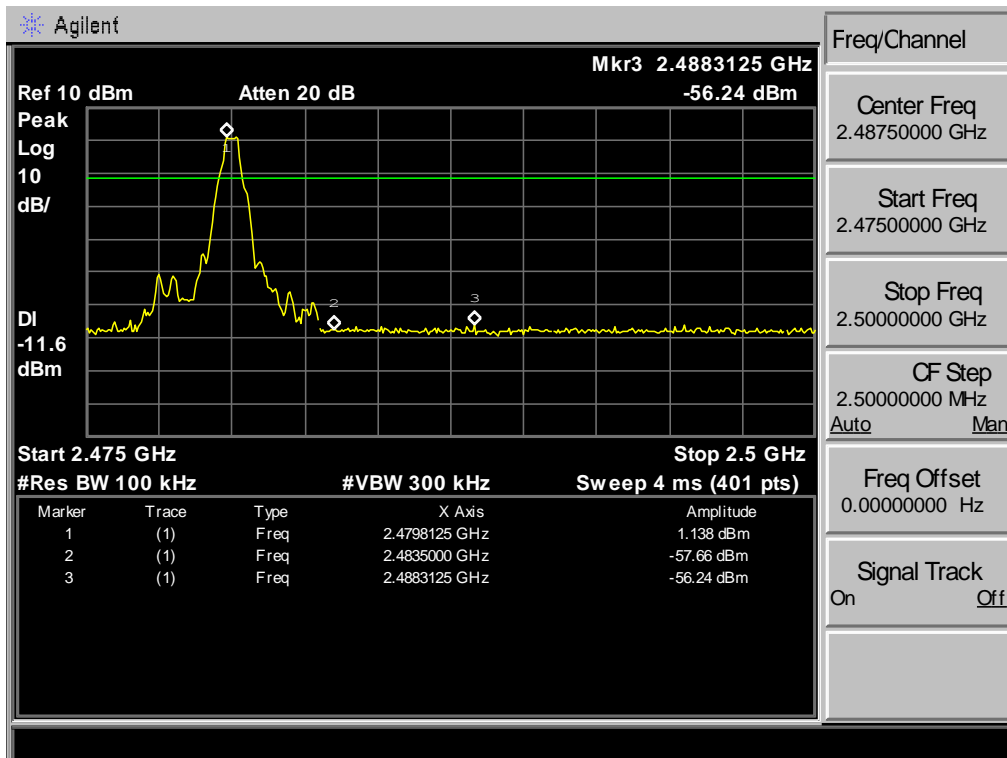 Agilent
Mkr3 2.4883125 GHz
Ref 10 dBm Atten 20 dB -56.24 dBm
Peak
Log
10
dB/
1
2
3
DI
-11.6
dBm
Start 2.475 GHz Stop 2.5 GHz
#Res BW 100 kHz #VBW 300 kHz Sweep 4 ms (401 pts)
Marker Trace Type X Axis Amplitude
1 (1) Freq 2.4798125 GHz 1.138 dBm
2 (1) Freq 2.4835000 GHz -57.66 dBm
3 (1) Freq 2.4883125 GHz -56.24 dBm
Freq/Channel
Center Freq
2.48750000 GHz
Start Freq
2.47500000 GHz
Stop Freq
2.50000000 GHz
CF Step
2.50000000 MHz
Auto Man
Freq Offset
0.00000000 Hz
Signal Track
On Off